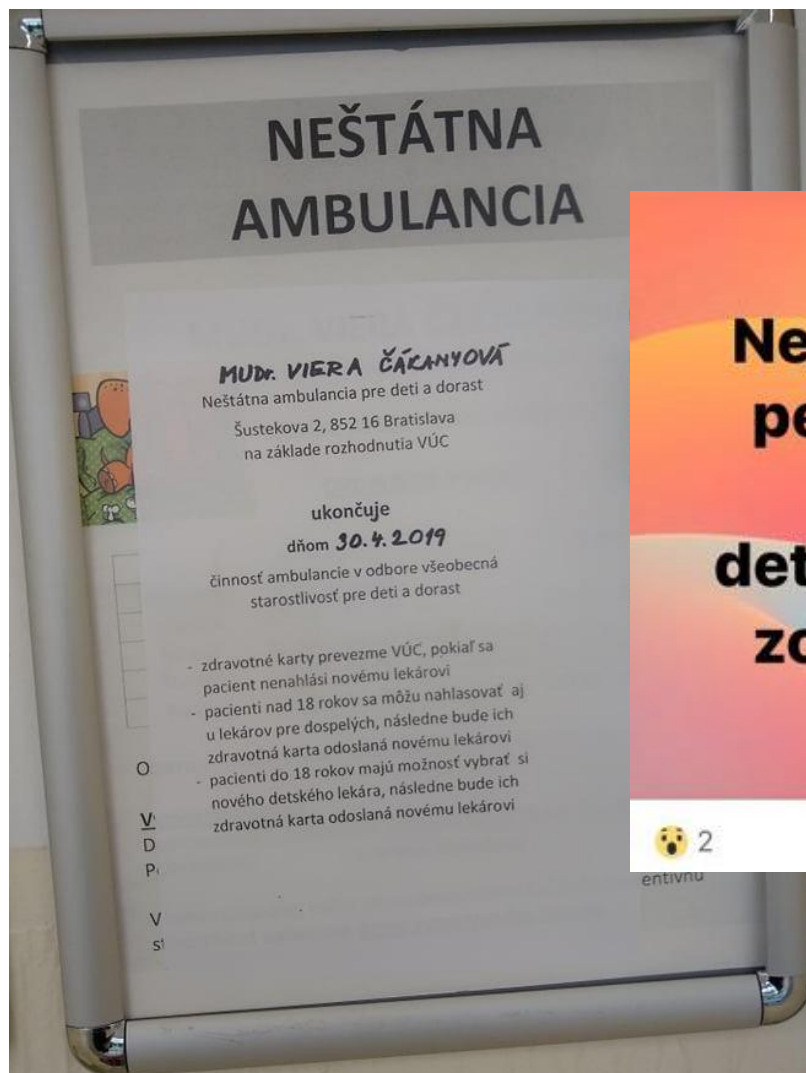 NEŠTÁTNA
AMBULANCIA
MUDr. VIERA ČÁKANYOVÁ
Neštátna ambulancia pre deti a dorast
Šustekova 2, 852 16 Bratislava
na základe rozhodnutia VÚC
ukončuje
dňom 30.4.2019
činnosť ambulancie v odbore všeobecná
starostlivosť pre deti a dorast
- zdravotné karty prevezme VÚC, pokiaľ sa
pacient nenahlási novému lekárovi
- pacienti nad 18 rokov sa môžu nahlasovať aj
u lekárov pre dospelých, následne bude ich
zdravotná karta odoslaná novému lekárovi
- pacienti do 18 rokov majú možnosť vybrať si
nového detského lekára, následne bude ich
zdravotná karta odoslaná novému lekárovi
O
V
D
P
V
s
entívnu
Ne
pe
det
zo
2